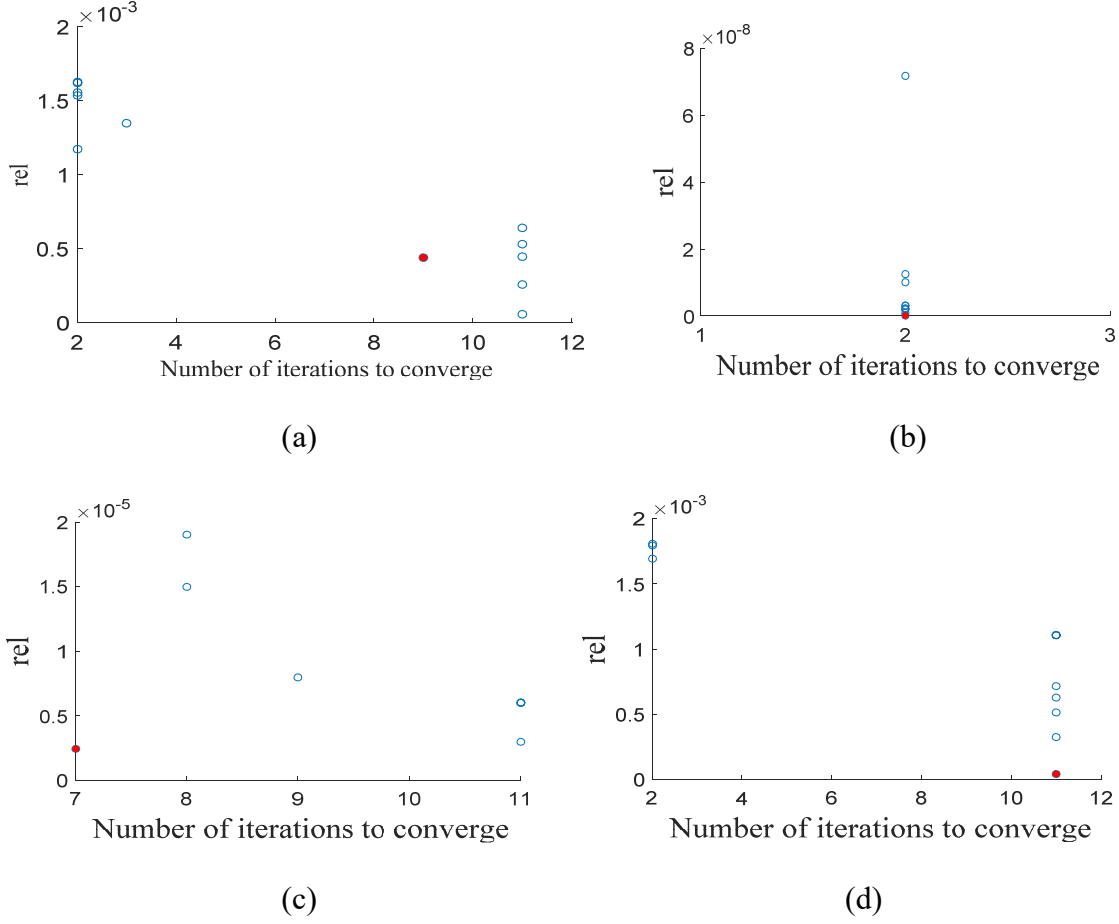 ×10-3
2
1.5
1
0.5
0
rel
2 4 6 8 10 12
Number of iterations to converge
(a)
×10-8
8
6
4
2
0
rel
1 2 3
Number of iterations to converge
(b)
×10-5
2
1.5
1
0.5
0
rel
7 8 9 10 11
Number of iterations to converge
(c)
×10-3
2
1.5
1
0.5
0
rel
2 4 6 8 10 12
Number of iterations to converge
(d)